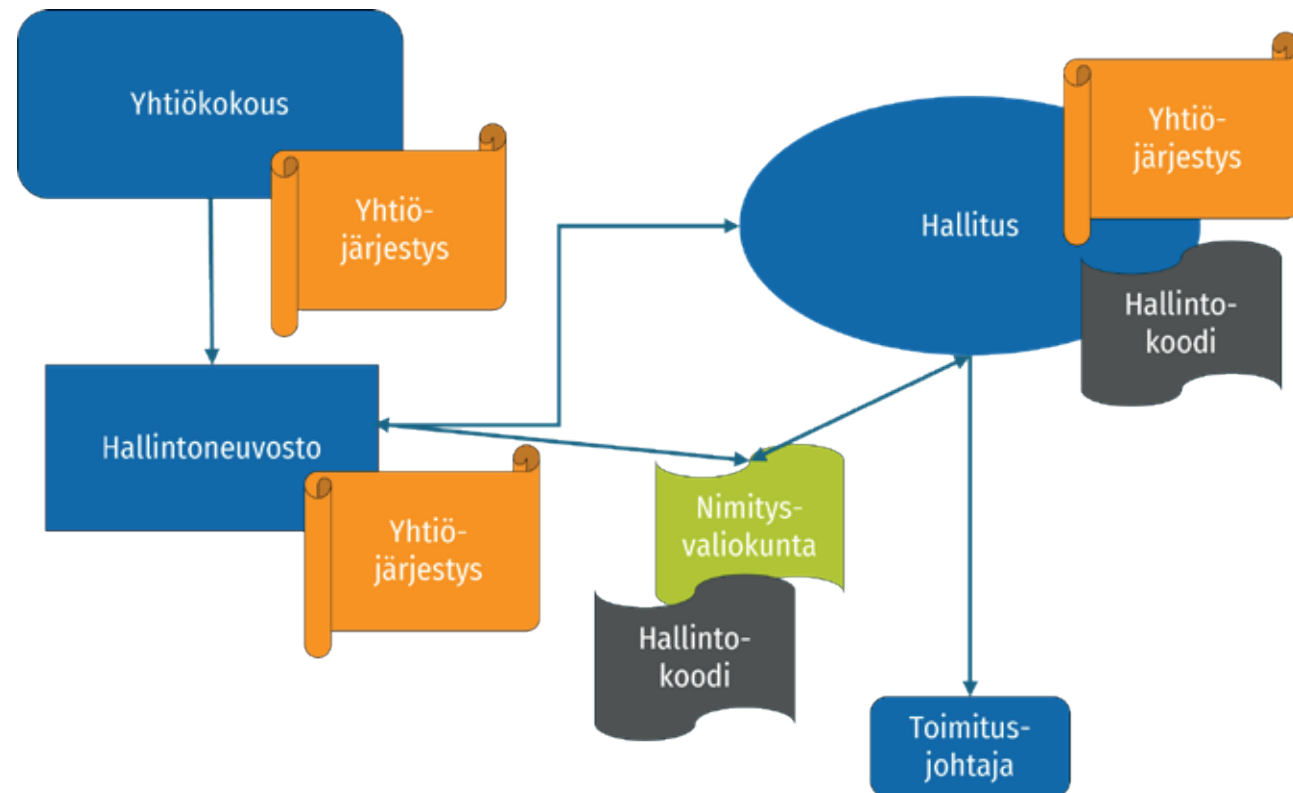 Yhtiökokous
Yhtiö-
järjestys
Hallitus
Yhtiö-
järjestys
Hallinto-
koodi
Hallintoneuvosto
Yhtiö-
järjestys
Nimitys-
valiokunta
Hallinto-
koodi
Toimitus-
johtaja